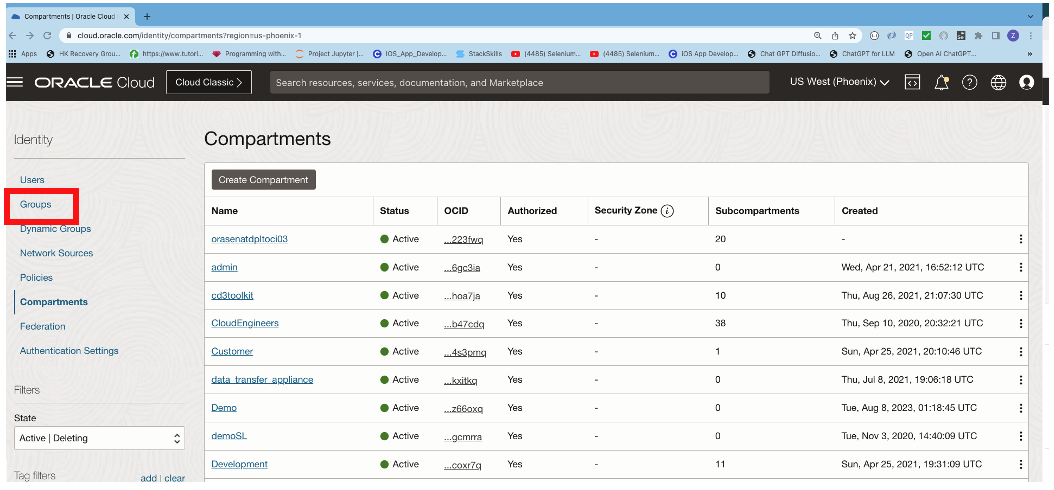 Compartments | Oracle Cloud
cloud.oracle.com/identity/compartments?region=us-phoenix-1
Apps
HK Recovery Grou...
https://www.tutori...
Programming with...
Project Jupyter |...
iOS_App_Develop...
StackSkills
(4485) Selenium...
(4485) Selenium...
iOS App Develop...
Chat GPT Diffusio...
ChatGPT for LLM
Open AI ChatGPT...
ORACLE Cloud
Cloud Classic >
Search resources, services, documentation, and Marketplace
US West (Phoenix)
Identity
Users
Groups
Dynamic Groups
Network Sources
Policies
Compartments
Federation
Authentication Settings
Filters
State
Active | Deleting
Tag filters add | clear
Compartments
Create Compartment
Name Status OCID Authorized Security Zone Subcompartments Created
orasenatdpltoci03 Active ...223fwq Yes - 20 -
admin Active ...6gc3ia Yes - 0 Wed, Apr 21, 2021, 16:52:12 UTC
cd3toolkit Active ...hoa7ja Yes - 10 Thu, Aug 26, 2021, 21:07:30 UTC
CloudEngineers Active ...b47cdq Yes - 38 Thu, Sep 10, 2020, 20:32:21 UTC
Customer Active ...4s3pmq Yes - 1 Sun, Apr 25, 2021, 20:10:46 UTC
data_transfer_appliance Active ...kxitkq Yes - 0 Thu, Jul 8, 2021, 19:06:18 UTC
Demo Active ...z66oxq Yes - 0 Tue, Aug 8, 2023, 01:18:45 UTC
demoSL Active ...gcmrra Yes - 0 Tue, Nov 3, 2020, 14:40:09 UTC
Development Active ...coxr7q Yes - 11 Sun, Apr 25, 2021, 19:31:09 UTC